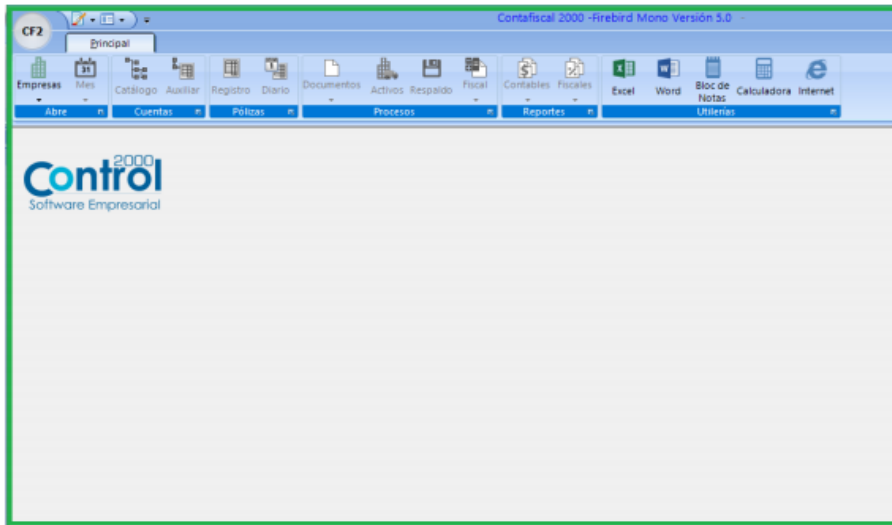 Contafiscal 2000 -Firebird Mono Versión 5.0 -
CF2
Principal
Empresas Mes Catálogo Auxiliar Registro Diario Documentos Activos Respaldo Fiscal Contables Fiscales Excel Word Bloc de Notas Calculadora Internet
Abre Cuentas Pólizas Procesos Reportes Utilerías
2000
Control
Software Empresarial